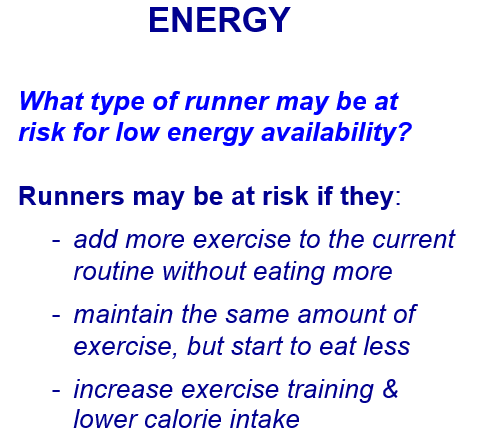 ENERGY
What type of runner may be at
risk for low energy availability?
Runners may be at risk if they:
- add more exercise to the current
routine without eating more
- maintain the same amount of
exercise, but start to eat less
- increase exercise training &
lower calorie intake